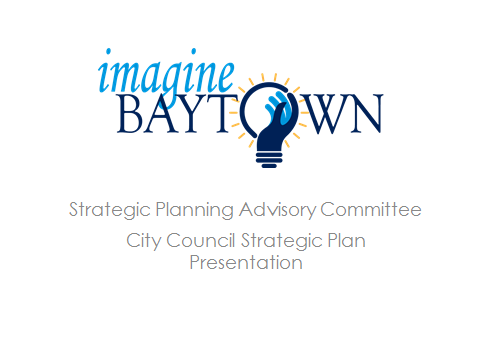 imagine
BAYTOWN
Strategic Planning Advisory Committee
City Council Strategic Plan
Presentation